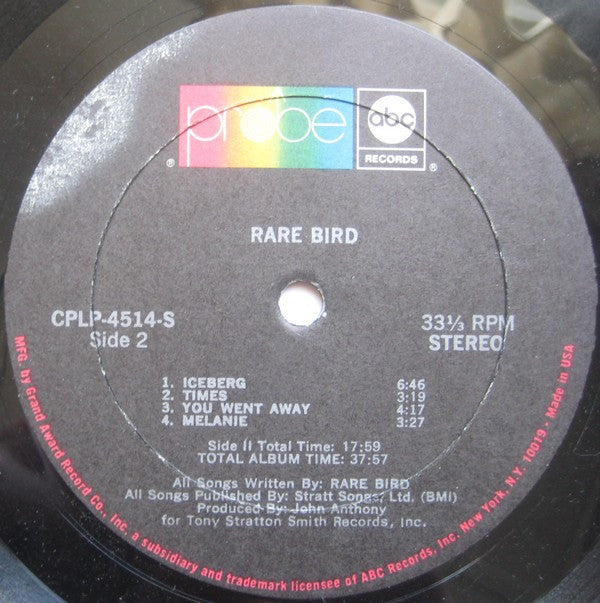 probe
abc
RECORDS
®
®
RARE BIRD
CPLP-4514-S
Side 2
33⅓ RPM
STEREO
1. ICEBERG 6:46
2. TIMES 3:19
3. YOU WENT AWAY 4:17
4. MELANIE 3:27
Side II Total Time: 17:59
TOTAL ALBUM TIME: 37:57
All Songs Written By: RARE BIRD
All Songs Published By: Stratt Songs, Ltd. (BMI)
Produced By: John Anthony
for Tony Stratton Smith Records, Inc.
MFG. by Grand Award Record Co., Inc. a subsidiary and trademark licensee of ABC Records, Inc. New York, N.Y. 10019 - Made in USA